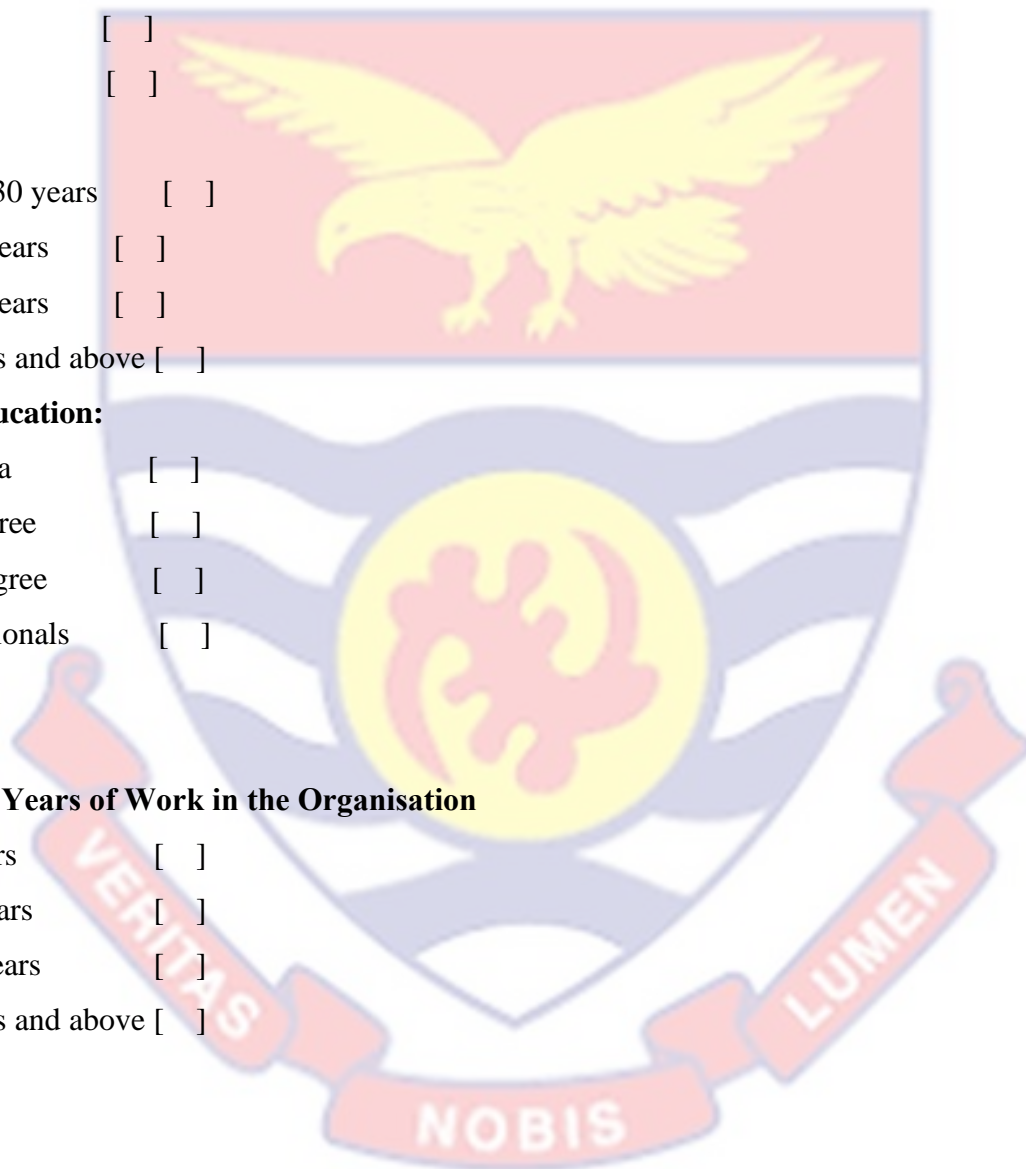 [ ]
[ ]
30 years [ ]
ears [ ]
ears [ ]
s and above [ ]
ucation:
a [ ]
ree [ ]
gree [ ]
ionals [ ]
Years of Work in the Organisation
rs [ ]
ars [ ]
ears [ ]
s and above [ ]
VERITAS
NOBIS
LUMEN